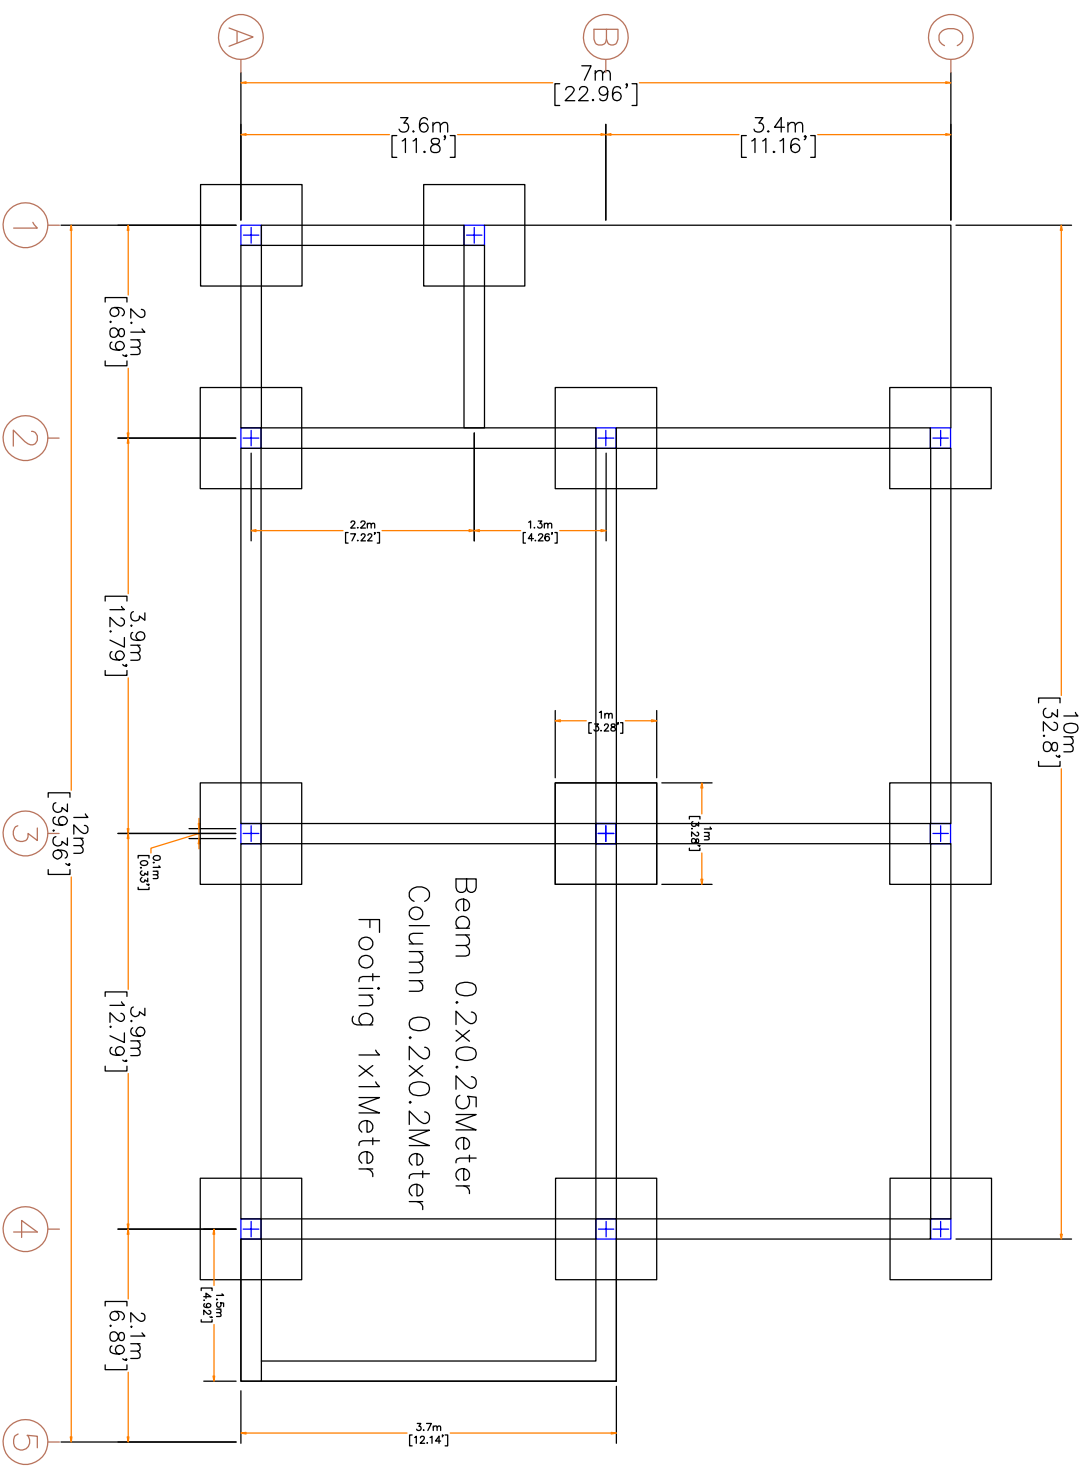 A
B
C
7m
[22.96']
3.6m
[11.8']
3.4m
[11.16']
1
2.1m
[6.89']
10m
[32.8']
2
2.2m
[7.22']
1.3m
[4.26']
3.9m
[12.79']
1m
[3.28']
1m
[3.28']
3
12m
[39.36']
0.1m
[0.33']
Beam 0.2x0.25Meter
Column 0.2x0.2Meter
Footing 1x1Meter
3.9m
[12.79']
4
1.5m
[4.92']
2.1m
[6.89']
3.7m
[12.14']
5